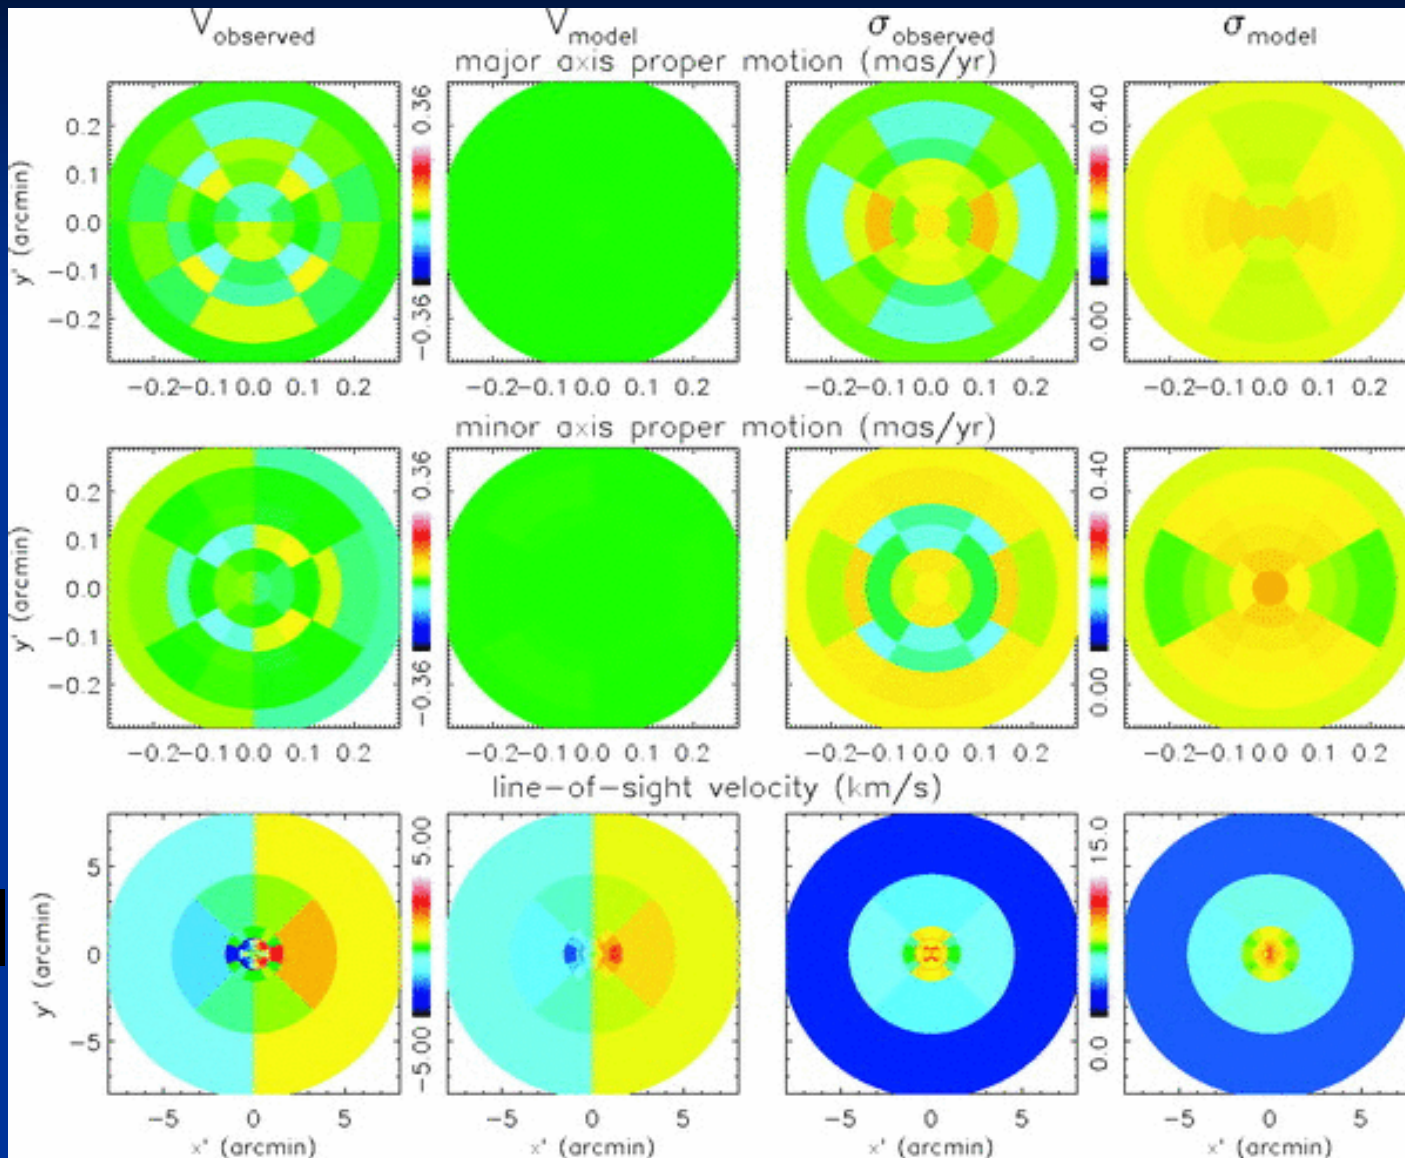 V observed V model σ observed σ model
major axis proper motion (mas/yr)
y' (arcmin)
0.2
0.1
0.0
−0.1
−0.2
0.36
−0.36
0.40
0.00
−0.2 −0.1 0.0 0.1 0.2 −0.2 −0.1 0.0 0.1 0.2 −0.2 −0.1 0.0 0.1 0.2 −0.2 −0.1 0.0 0.1 0.2
minor axis proper motion (mas/yr)
y' (arcmin)
0.2
0.1
0.0
−0.1
−0.2
0.36
−0.36
0.40
0.00
−0.2 −0.1 0.0 0.1 0.2 −0.2 −0.1 0.0 0.1 0.2 −0.2 −0.1 0.0 0.1 0.2 −0.2 −0.1 0.0 0.1 0.2
line−of−sight velocity (km/s)
y' (arcmin)
5
0
−5
5.00
−5.00
15.0
0.0
−5 0 5 −5 0 5 −5 0 5 −5 0 5
x' (arcmin) x' (arcmin) x' (arcmin) x' (arcmin)